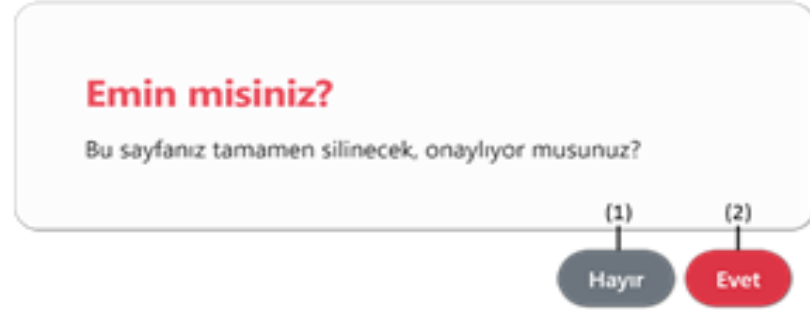 Emin misiniz?
Bu sayfanız tamamen silinecek, onaylıyor musunuz?
(1) (2)
Hayır Evet